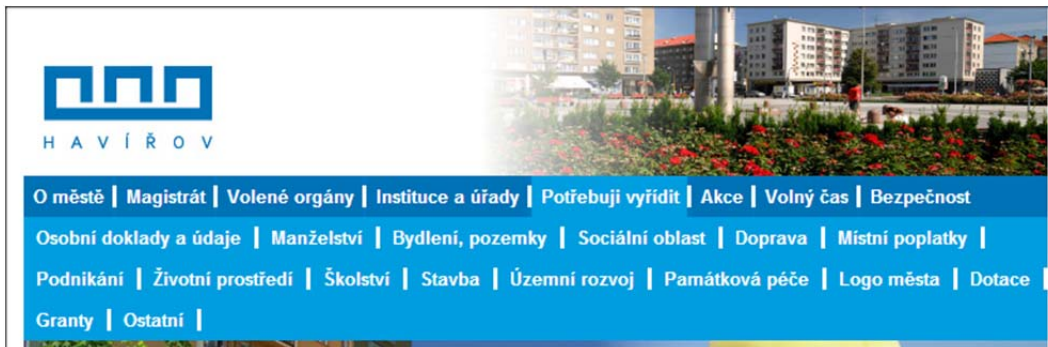 HAVÍŘOV
O městě | Magistrát | Volené orgány | Instituce a úřady | Potřebuji vyřídit | Akce | Volný čas | Bezpečnost
Osobní doklady a údaje | Manželství | Bydlení, pozemky | Sociální oblast | Doprava | Místní poplatky |
Podnikání | Životní prostředí | Školství | Stavba | Územní rozvoj | Památková péče | Logo města | Dotace |
Granty | Ostatní |